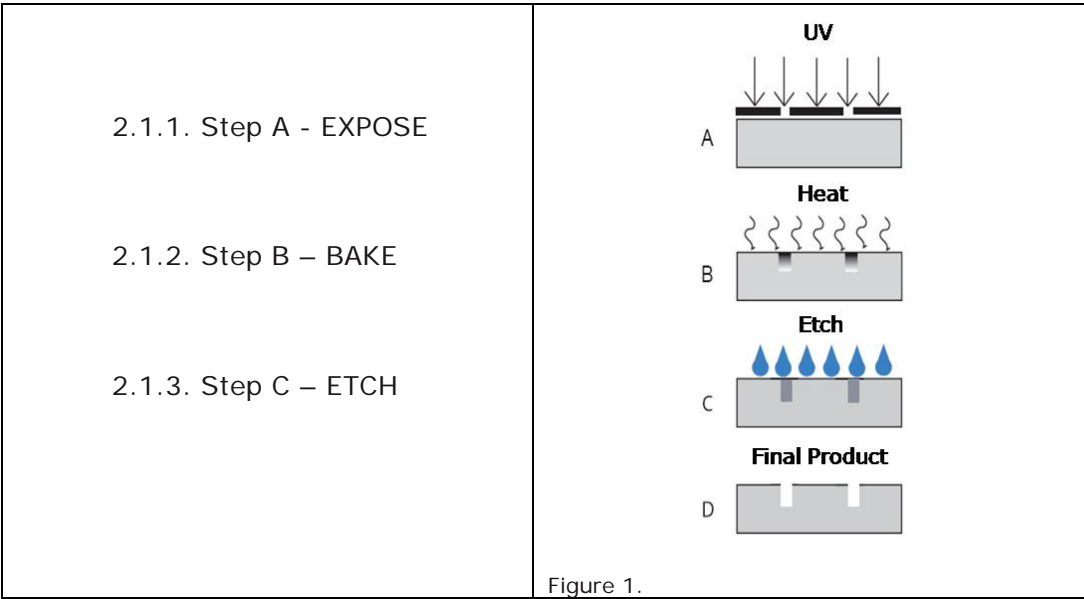 2.1.1. Step A - EXPOSE
2.1.2. Step B – BAKE
2.1.3. Step C – ETCH
UV
A
Heat
B
Etch
C
Final Product
D
Figure 1.